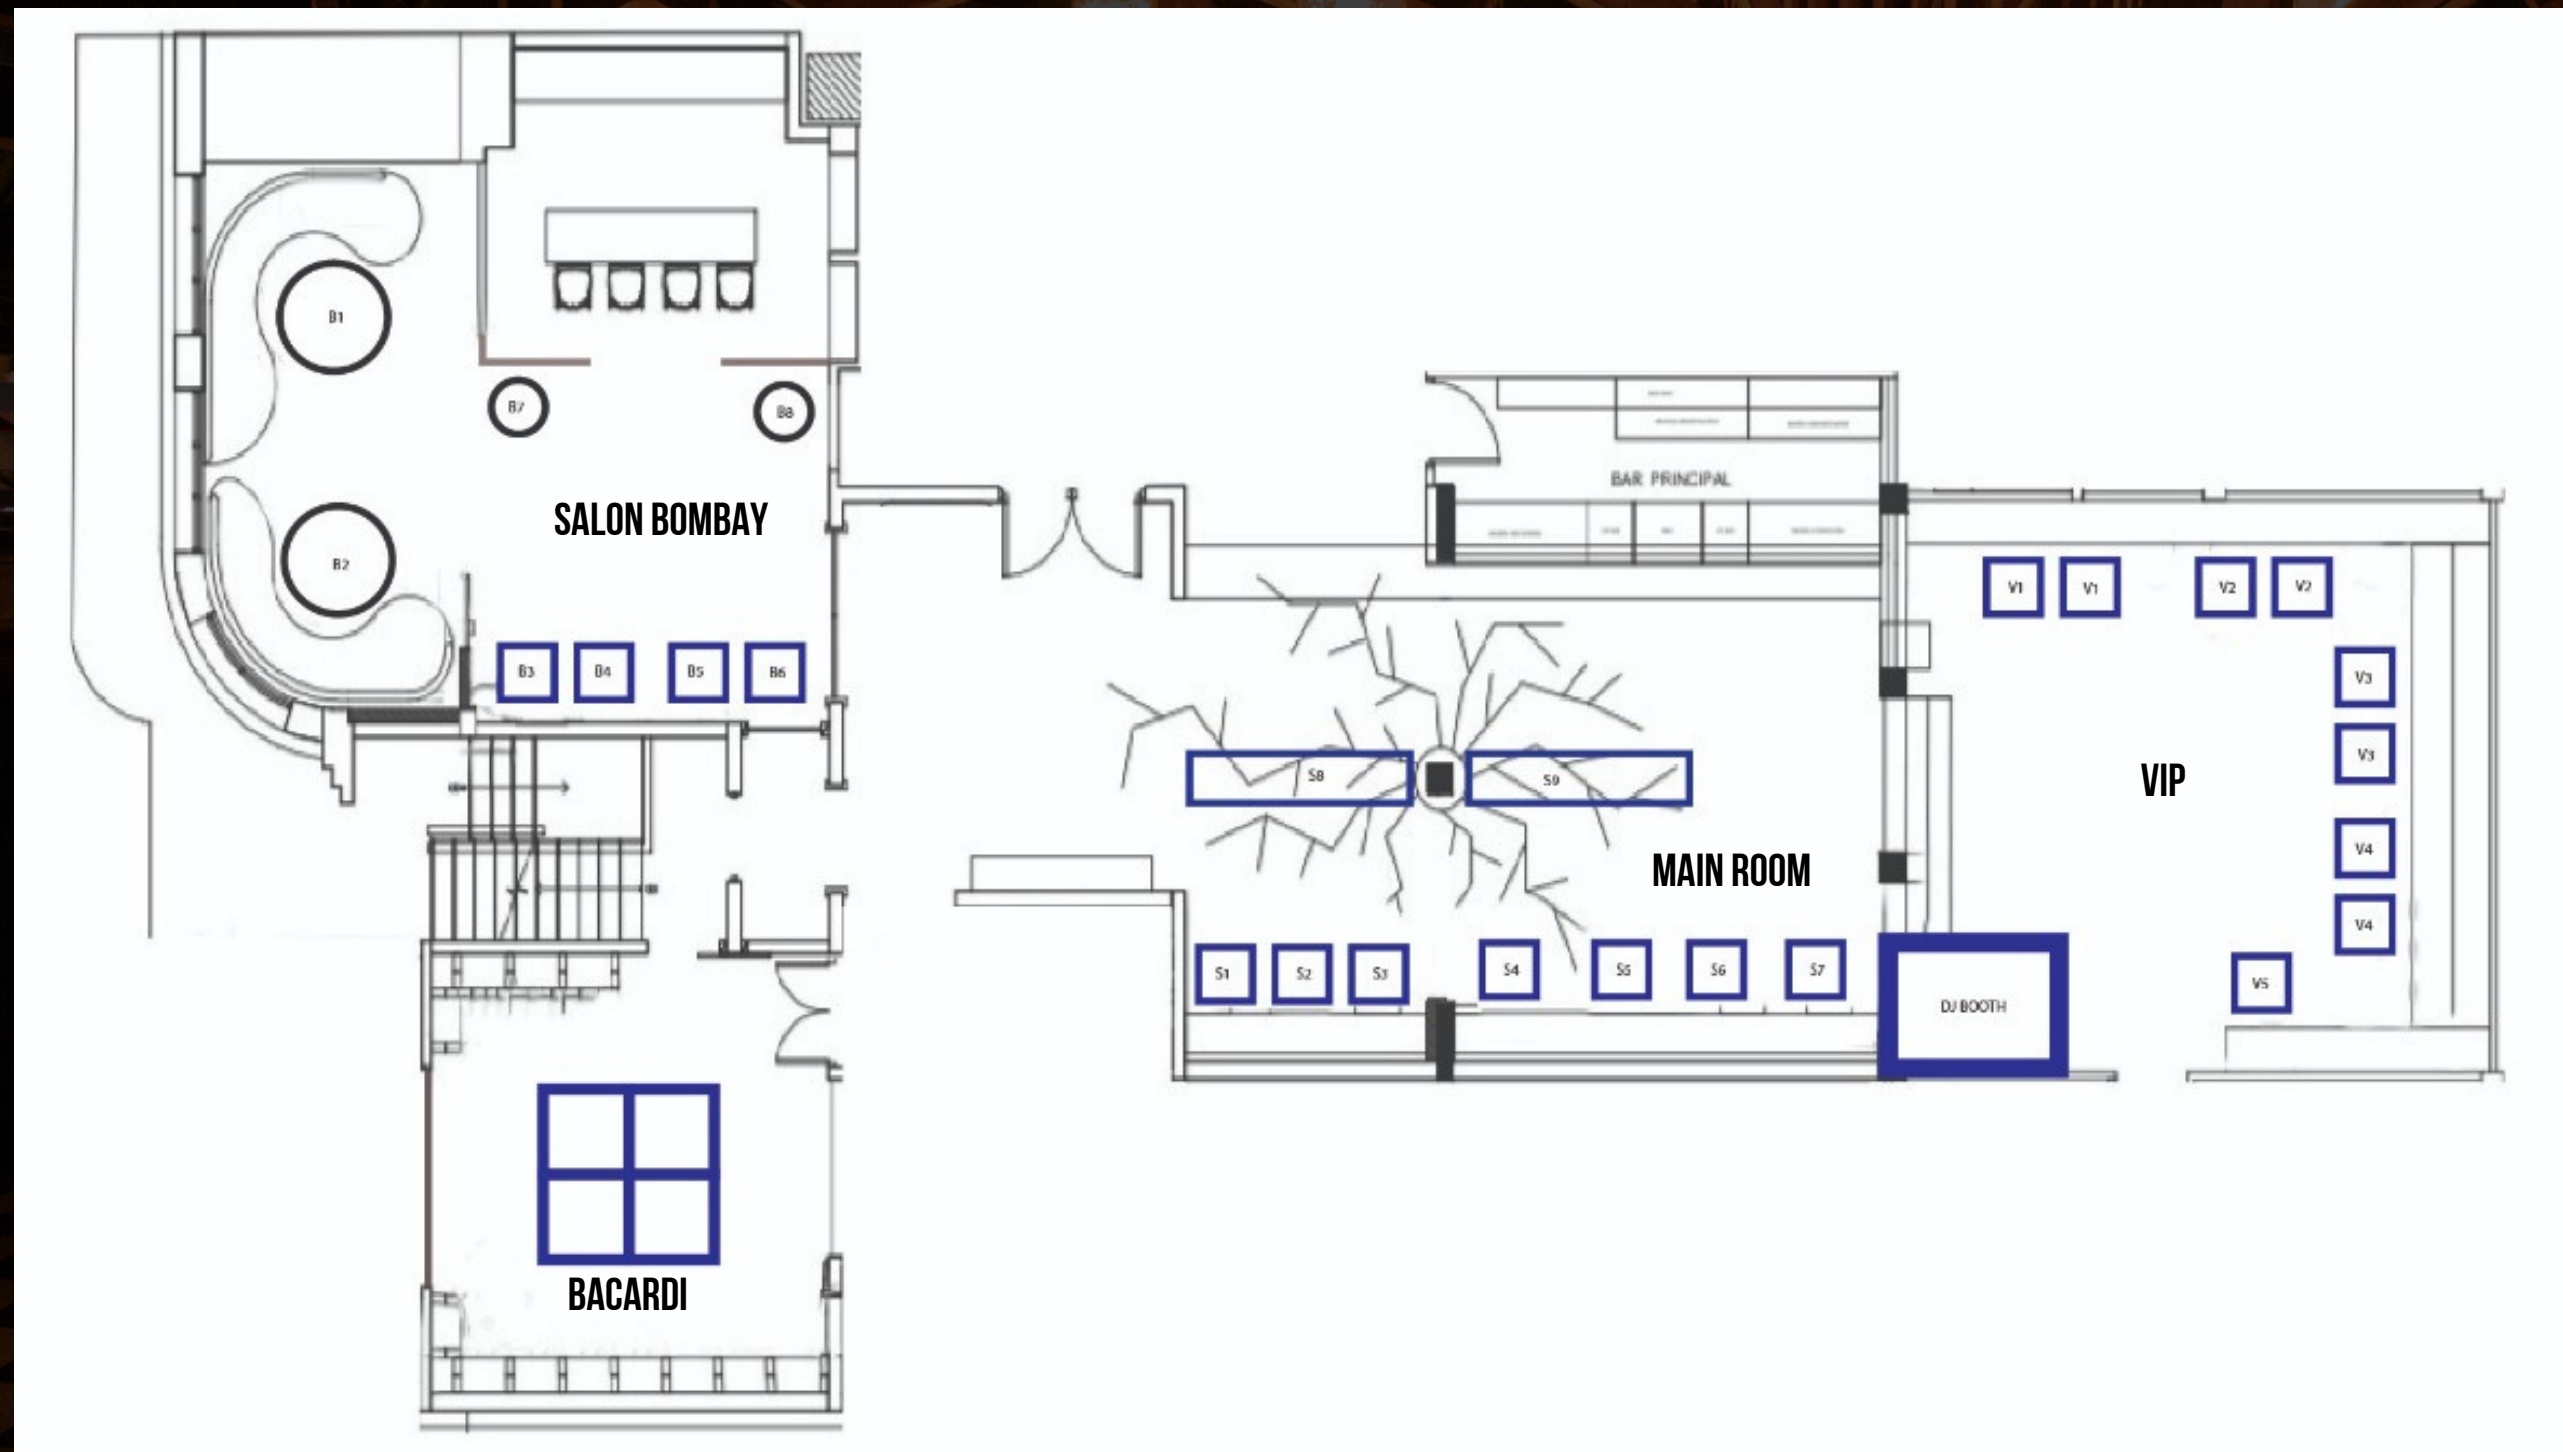 B1
B7
B8
SALON BOMBAY
B2
B3
B4
B5
B6
BAR PRINCIPAL
V1
V1
V2
V2
V3
V3
VIP
V4
V4
V5
S8
S9
MAIN ROOM
S1
S2
S3
S4
S5
S6
S7
DJ BOOTH
BACARDI